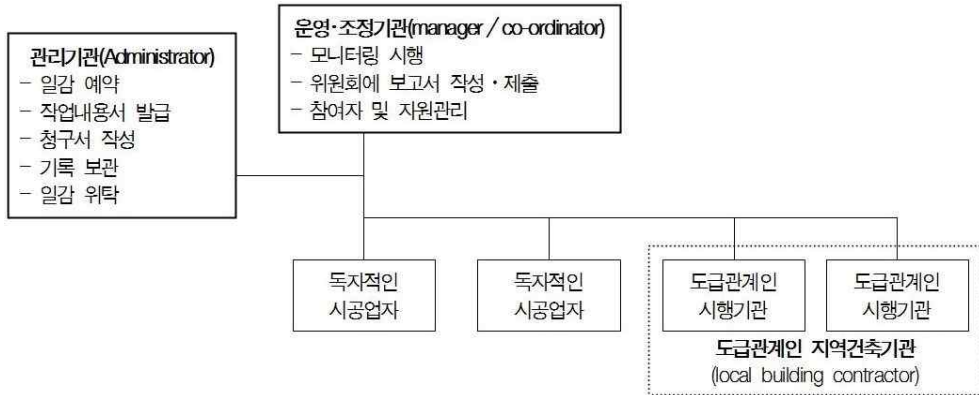 운영·조정기관(manager / co-ordinator)
– 모니터링 시행
– 위원회에 보고서 작성・제출
– 참여자 및 자원관리
관리기관(Administrator)
– 일감 예약
– 작업내용서 발급
– 청구서 작성
– 기록 보관
– 일감 위탁
독자적인
시공업자
독자적인
시공업자
도급관계인
시행기관
도급관계인
시행기관
도급관계인 지역건축기관
(local building contractor)